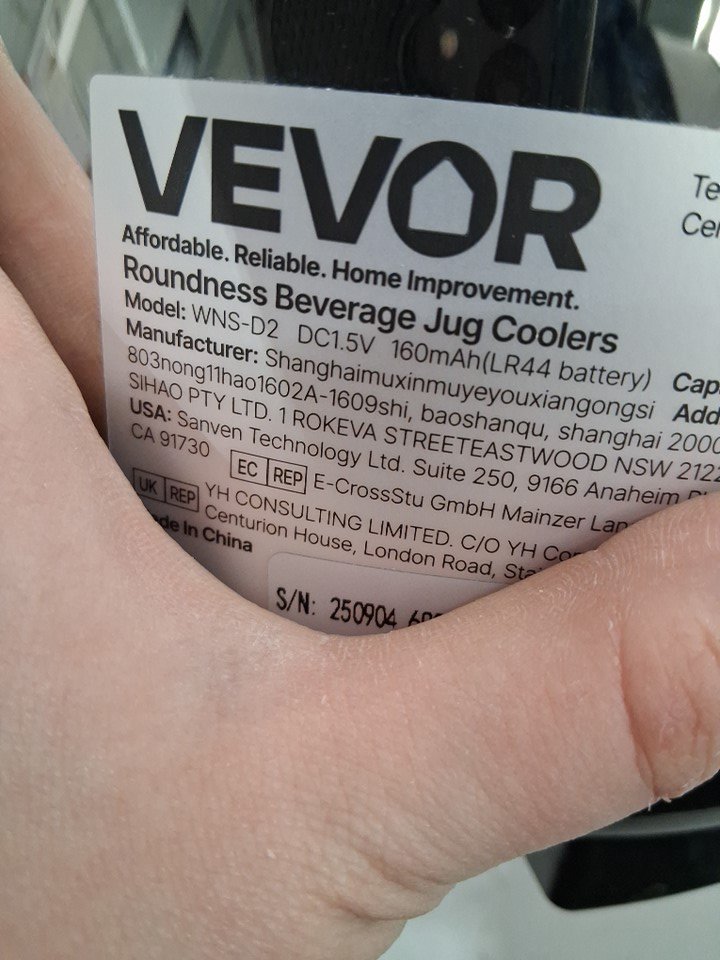 VEVOR
Affordable. Reliable. Home Improvement.
Roundness Beverage Jug Coolers
Model: WNS-D2 DC1.5V 160mAh(LR44 battery)
Manufacturer: Shanghaimuxinmuyeyouxiangongsi
803nong11hao1602A-1609shi, baoshanqu, shanghai 2000
SIHAO PTY LTD. 1 ROKEVA STREETEASTWOOD NSW 2122
USA: Sanven Technology Ltd. Suite 250, 9166 Anaheim
CA 91730
EC REP E-CrossStu GmbH Mainzer
UK REP YH CONSULTING LIMITED. C/O YH
Centurion House, London Road,
In China
S/N: 250904